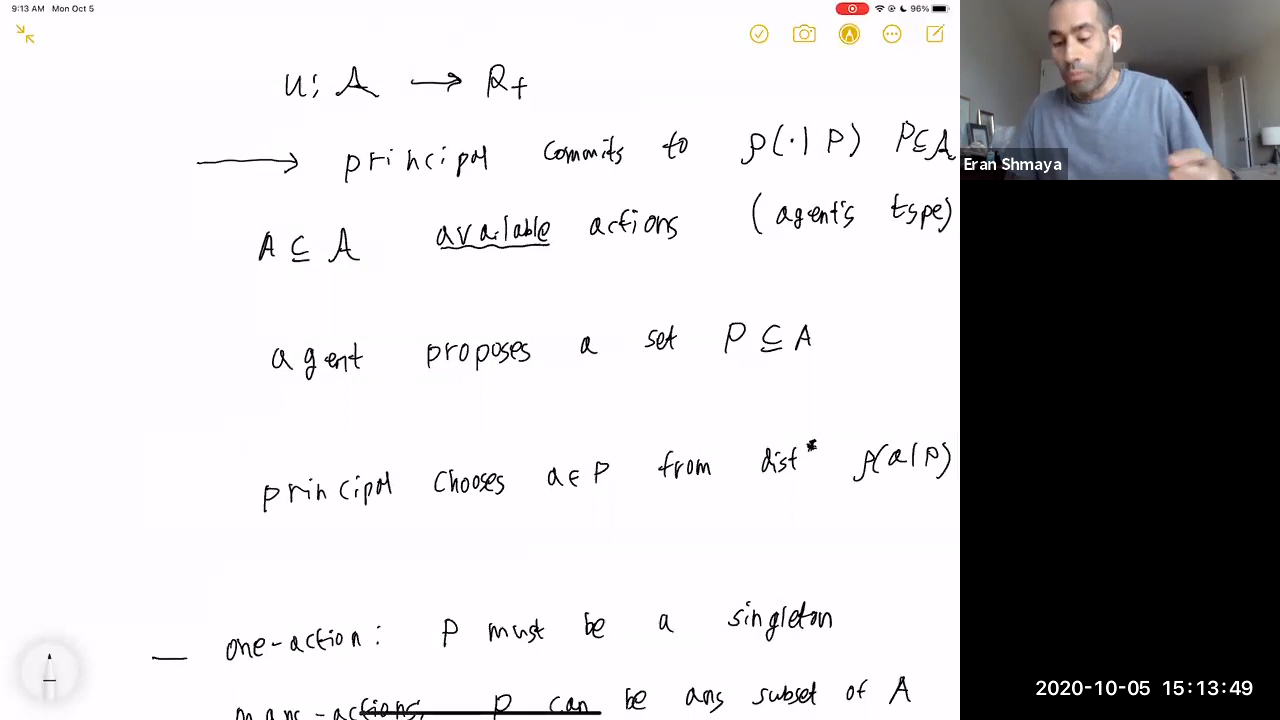 9:13 AM Mon Oct 5
96%
u: 𝒜 → ℝ+
→ principal commits to ρ(·|P) P⊆𝒜
A ⊆ 𝒜 available actions (agent's type)
agent proposes a set P ⊆ A
principal chooses a∈P from dist* ρ(a|P)
— one-action: P must be a singleton
many-actions. P can be any subset of A
Eran Shmaya
2020-10-05 15:13:49